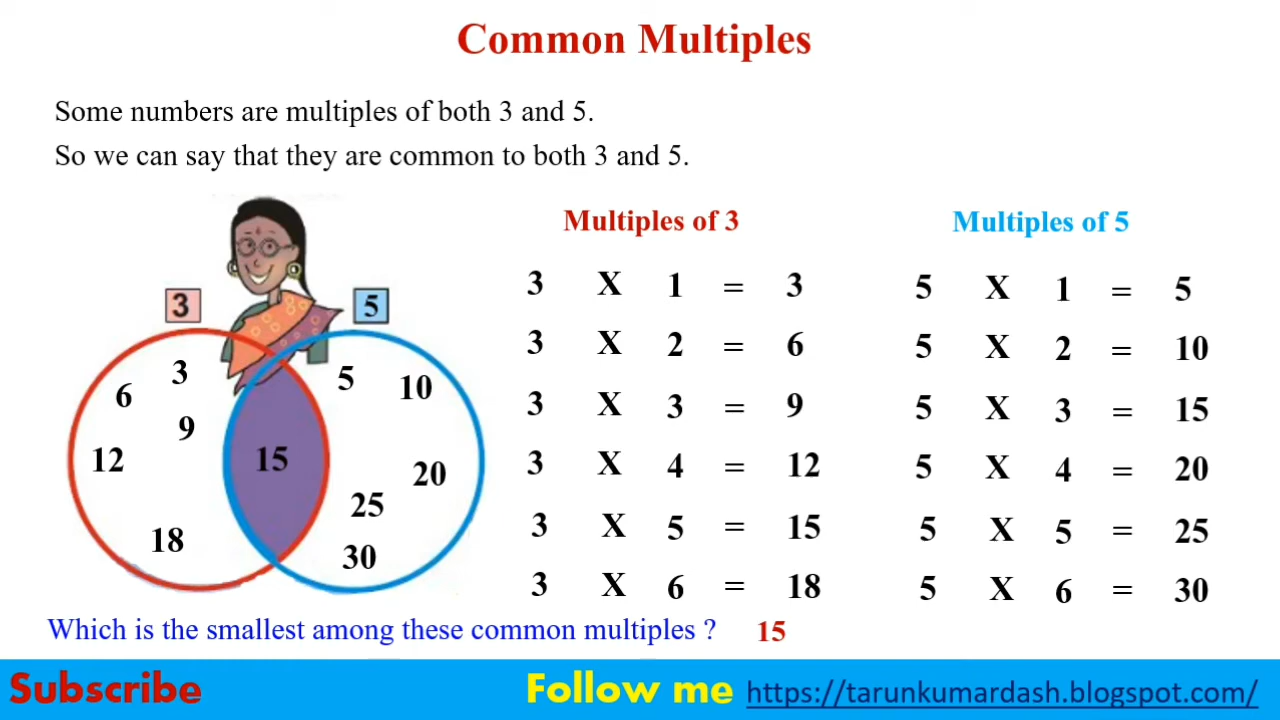 Common Multiples
Some numbers are multiples of both 3 and 5.
So we can say that they are common to both 3 and 5.
3
5
6
3
9
12
18
15
5
10
20
25
30
Multiples of 3
3 X 1 = 3
3 X 2 = 6
3 X 3 = 9
3 X 4 = 12
3 X 5 = 15
3 X 6 = 18
Multiples of 5
5 X 1 = 5
5 X 2 = 10
5 X 3 = 15
5 X 4 = 20
5 X 5 = 25
5 X 6 = 30
Which is the smallest among these common multiples ? 15
Subscribe
Follow me https://tarunkumardash.blogspot.com/